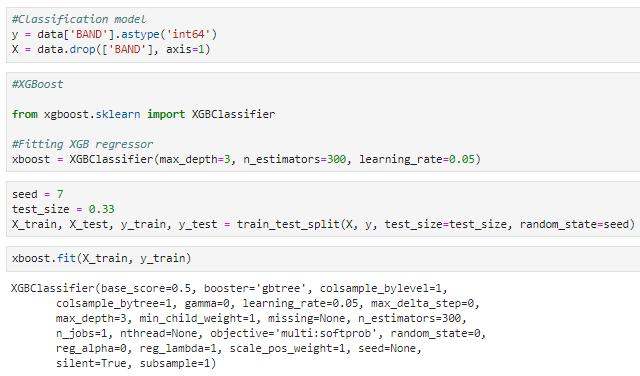 #Classification model
y = data['BAND'].astype('int64')
X = data.drop(['BAND'], axis=1)
#XGBoost
from xgboost.sklearn import XGBClassifier
#Fitting XGB regressor
xboost = XGBClassifier(max_depth=3, n_estimators=300, learning_rate=0.05)
seed = 7
test_size = 0.33
X_train, X_test, y_train, y_test = train_test_split(X, y, test_size=test_size, random_state=seed)
xboost.fit(X_train, y_train)
XGBClassifier(base_score=0.5, booster='gbtree', colsample_bylevel=1,
colsample_bytree=1, gamma=0, learning_rate=0.05, max_delta_step=0,
max_depth=3, min_child_weight=1, missing=None, n_estimators=300,
n_jobs=1, nthread=None, objective='multi:softprob', random_state=0,
reg_alpha=0, reg_lambda=1, scale_pos_weight=1, seed=None,
silent=True, subsample=1)